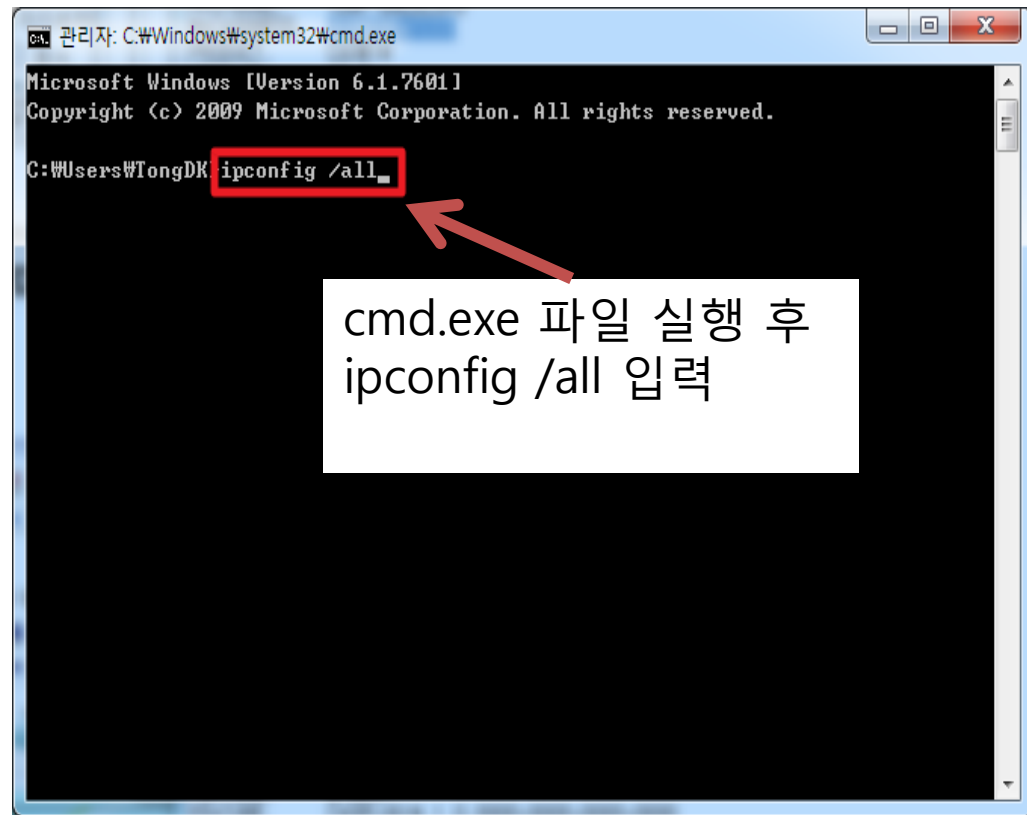 관리자: C:₩Windows₩system32₩cmd.exe
Microsoft Windows [Version 6.1.7601]
Copyright (c) 2009 Microsoft Corporation. All rights reserved.
C:₩Users₩TongDK>ipconfig /all_
cmd.exe 파일 실행 후
ipconfig /all 입력